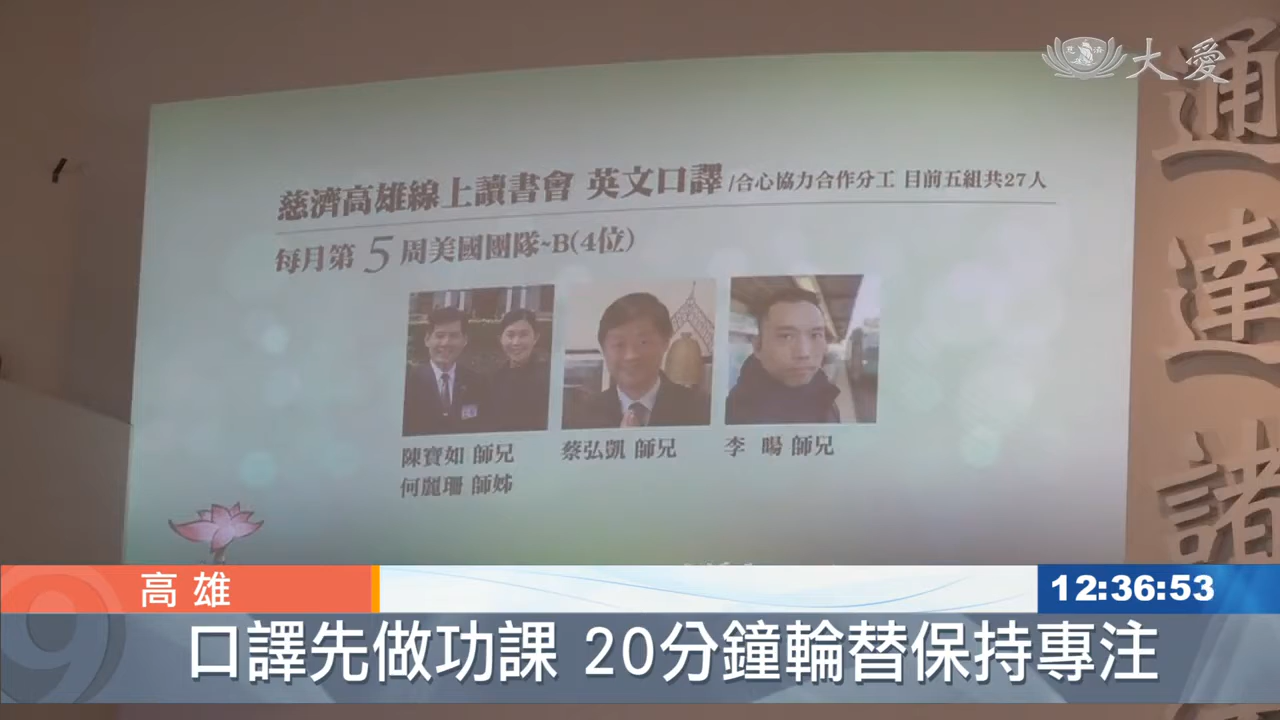 大愛
慈濟高雄線上讀書會 英文口譯/合心協力合作分工 目前五組共27人
每月第5周美國團隊~B(4位)
陳寶如 師兄
何麗珊 師姊
蔡弘凱 師兄
李 暘 師兄
通達諸
高雄
12:36:53
口譯先做功課 20分鐘輪替保持專注